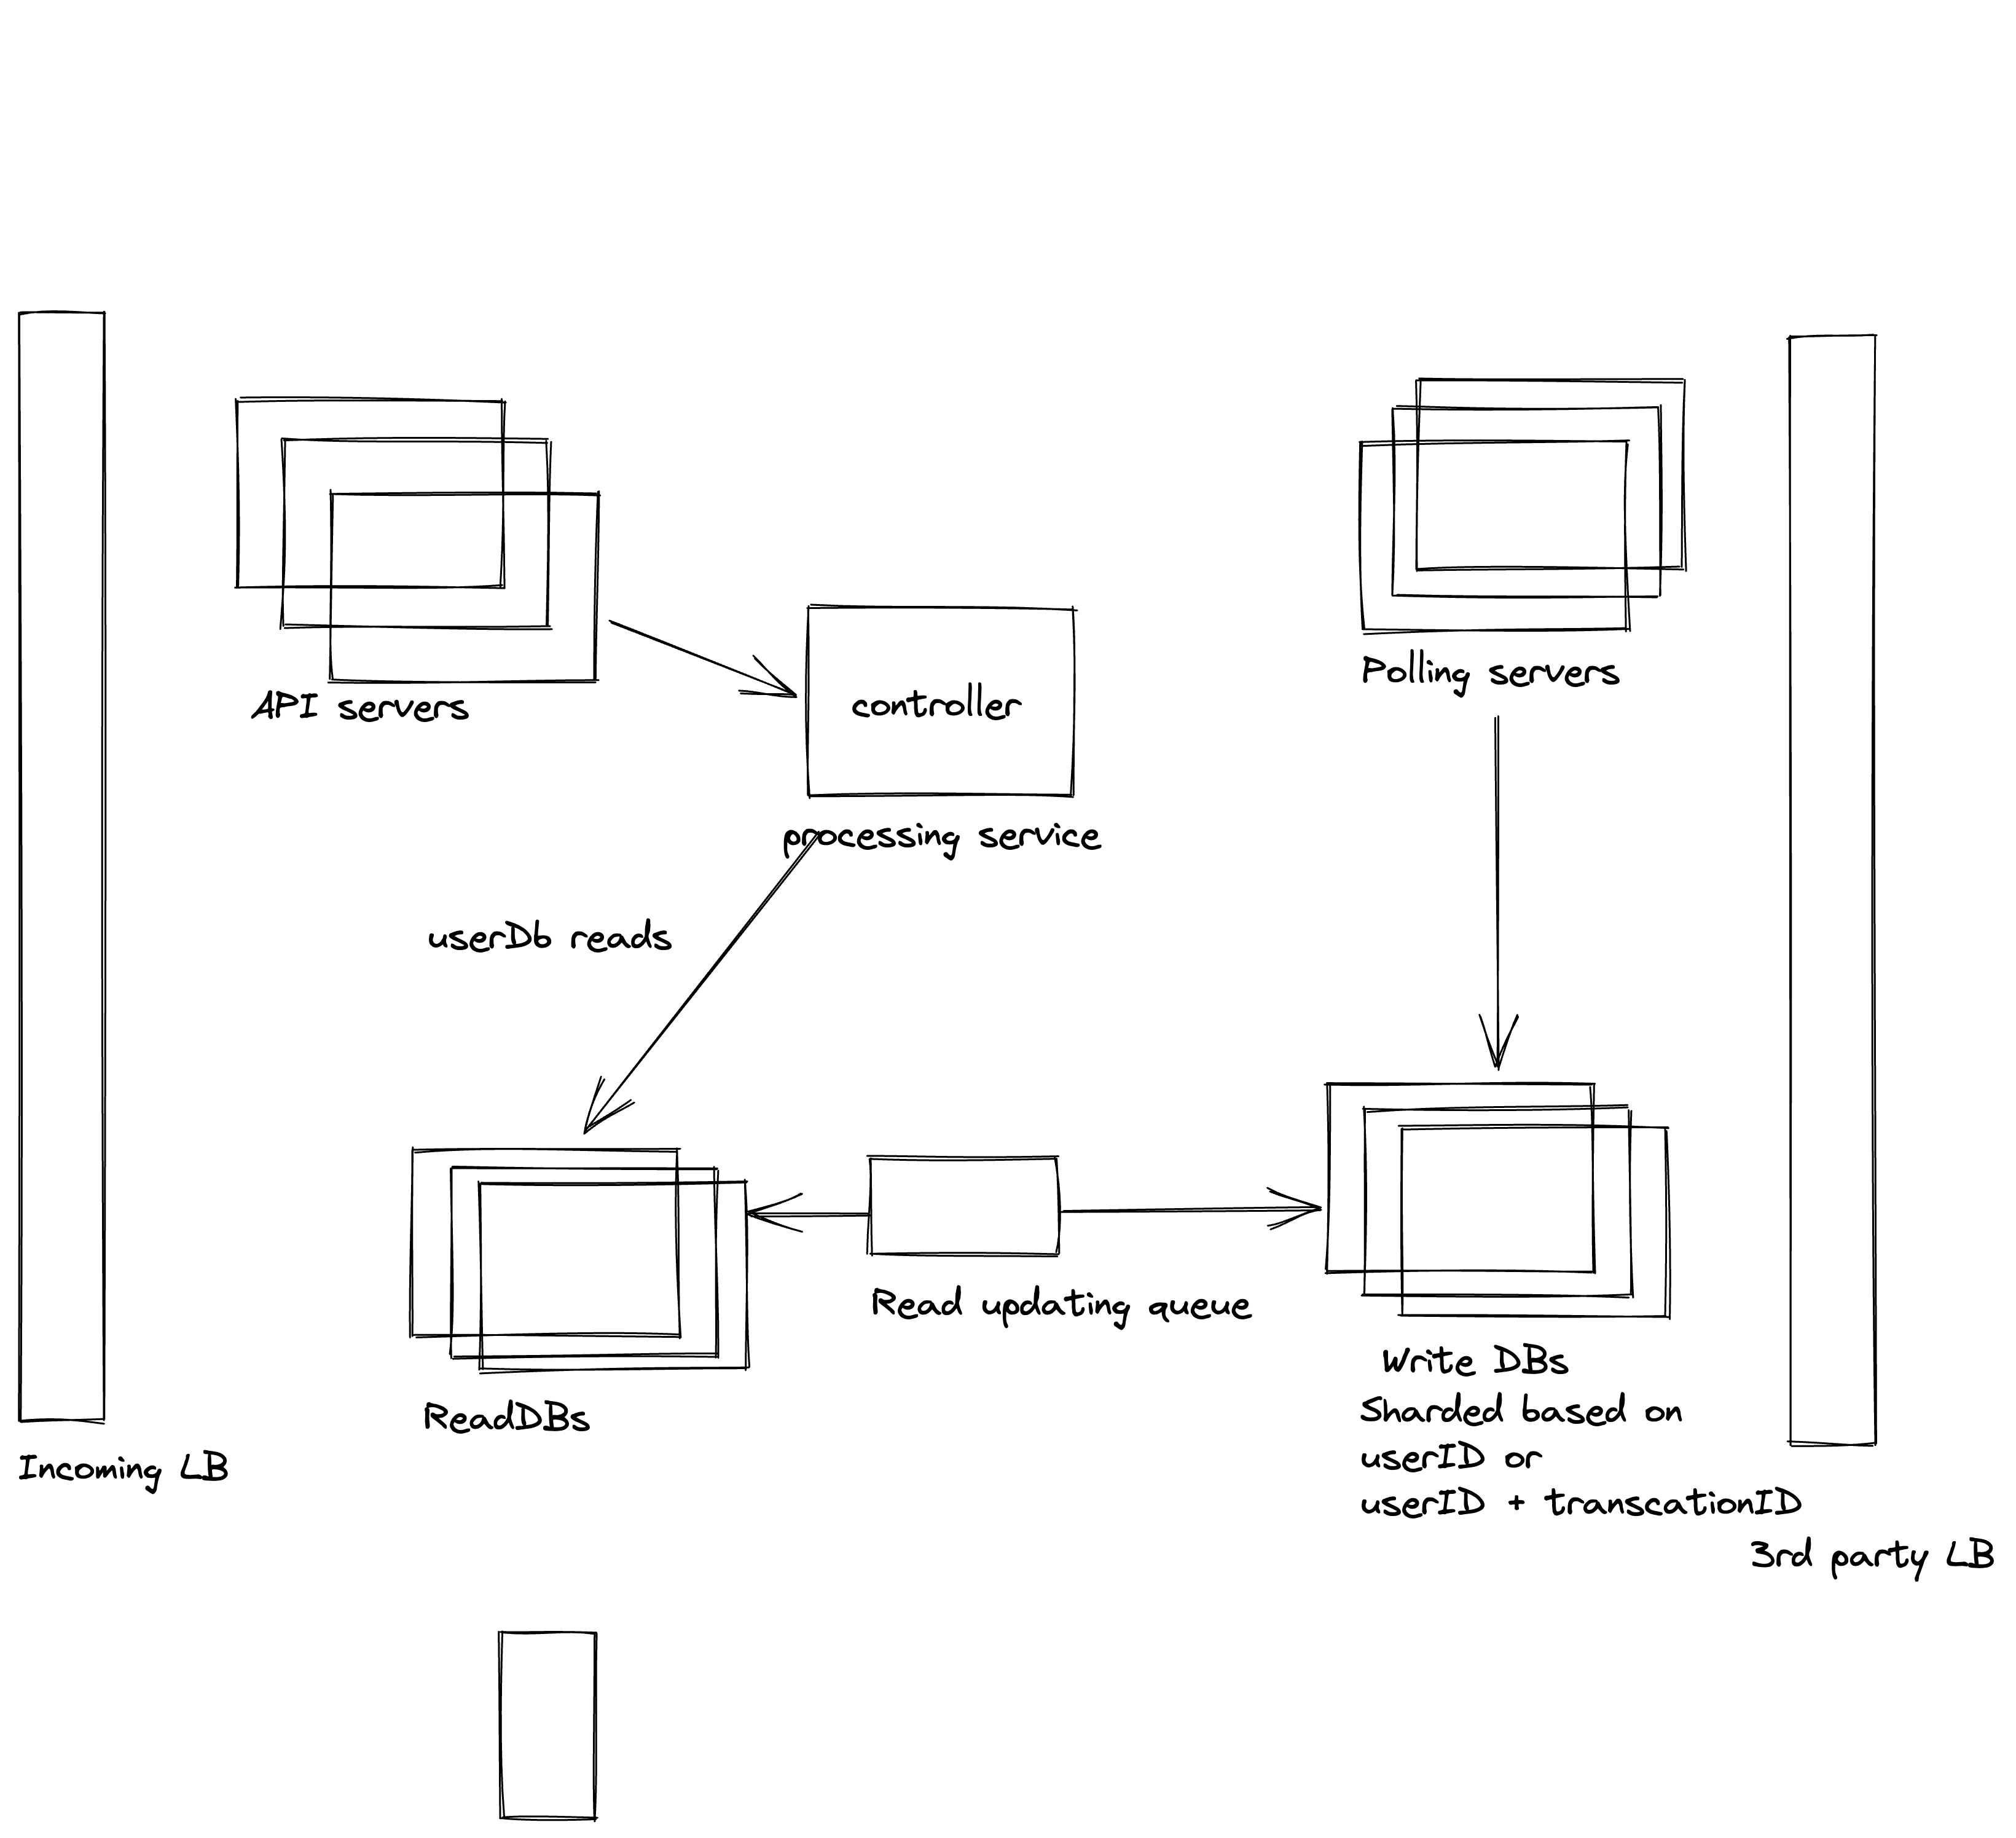 Polling servers
API servers
controller
processing service
userDb reads
Read updating queue
Write DBs
Sharded based on
userID or
userID + transcationID
ReadDBs
Incoming LB
3rd party LB